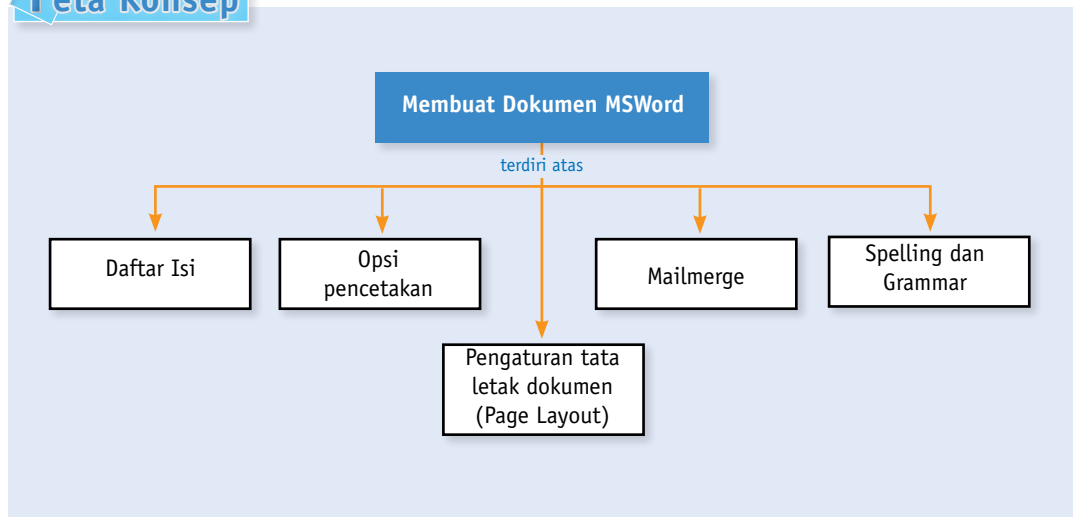 Peta Konsep
Membuat Dokumen MSWord
terdiri atas
Daftar Isi
Opsi
pencetakan
Mailmerge
Spelling dan
Grammar
Pengaturan tata
letak dokumen
(Page Layout)